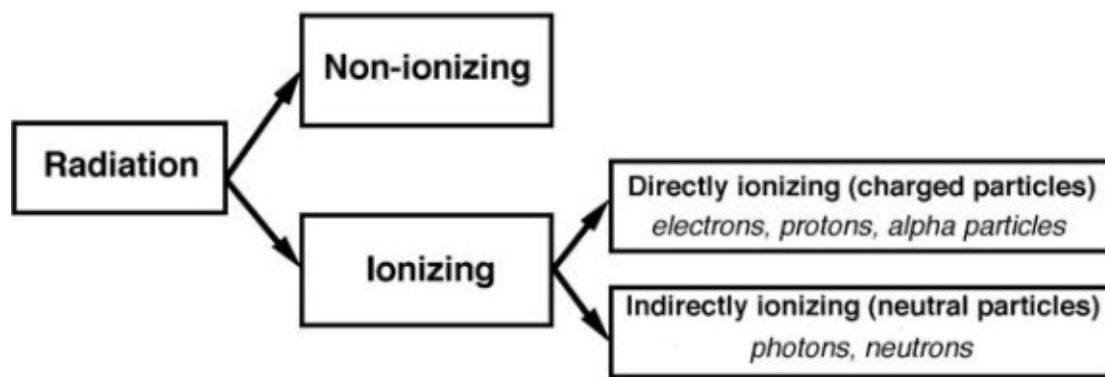 Non-ionizing
Radiation
Directly ionizing (charged particles)
electrons, protons, alpha particles
Ionizing
Indirectly ionizing (neutral particles)
photons, neutrons